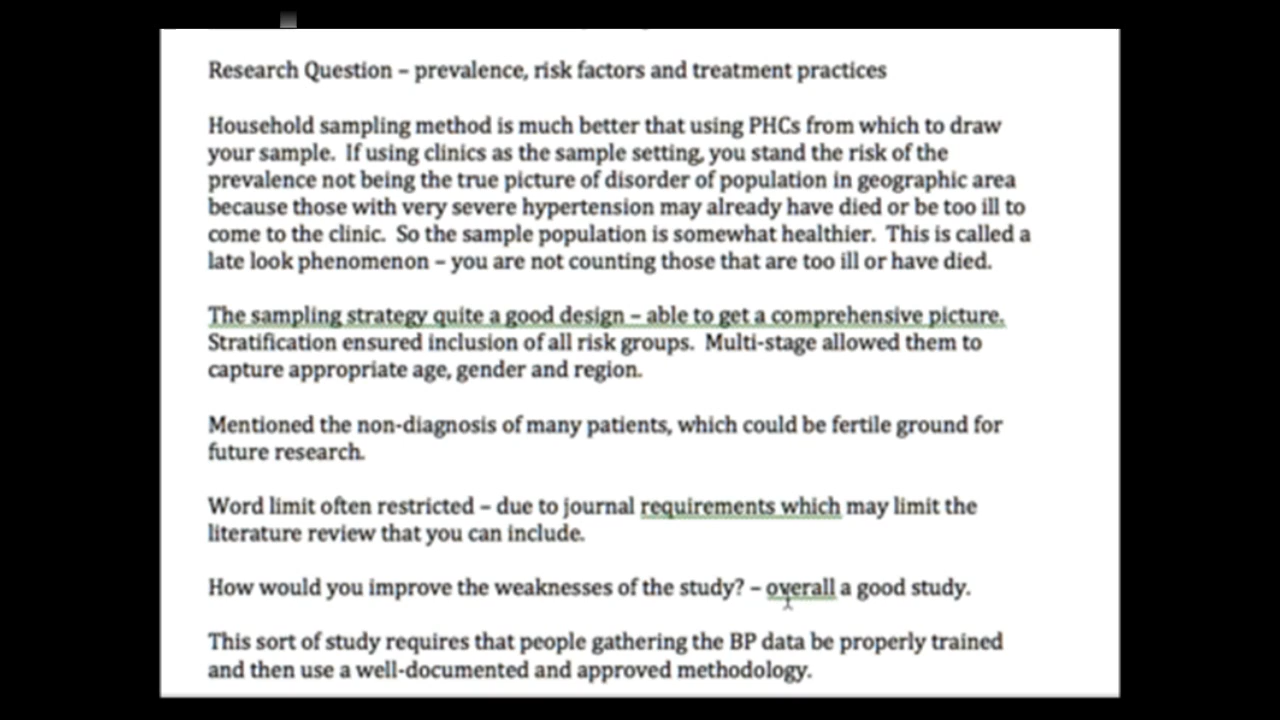 Research Question – prevalence, risk factors and treatment practices
Household sampling method is much better that using PHCs from which to draw
your sample. If using clinics as the sample setting, you stand the risk of the
prevalence not being the true picture of disorder of population in geographic area
because those with very severe hypertension may already have died or be too ill to
come to the clinic. So the sample population is somewhat healthier. This is called a
late look phenomenon – you are not counting those that are too ill or have died.
The sampling strategy quite a good design – able to get a comprehensive picture.
Stratification ensured inclusion of all risk groups. Multi-stage allowed them to
capture appropriate age, gender and region.
Mentioned the non-diagnosis of many patients, which could be fertile ground for
future research.
Word limit often restricted – due to journal requirements which may limit the
literature review that you can include.
How would you improve the weaknesses of the study? – overall a good study.
This sort of study requires that people gathering the BP data be properly trained
and then use a well-documented and approved methodology.